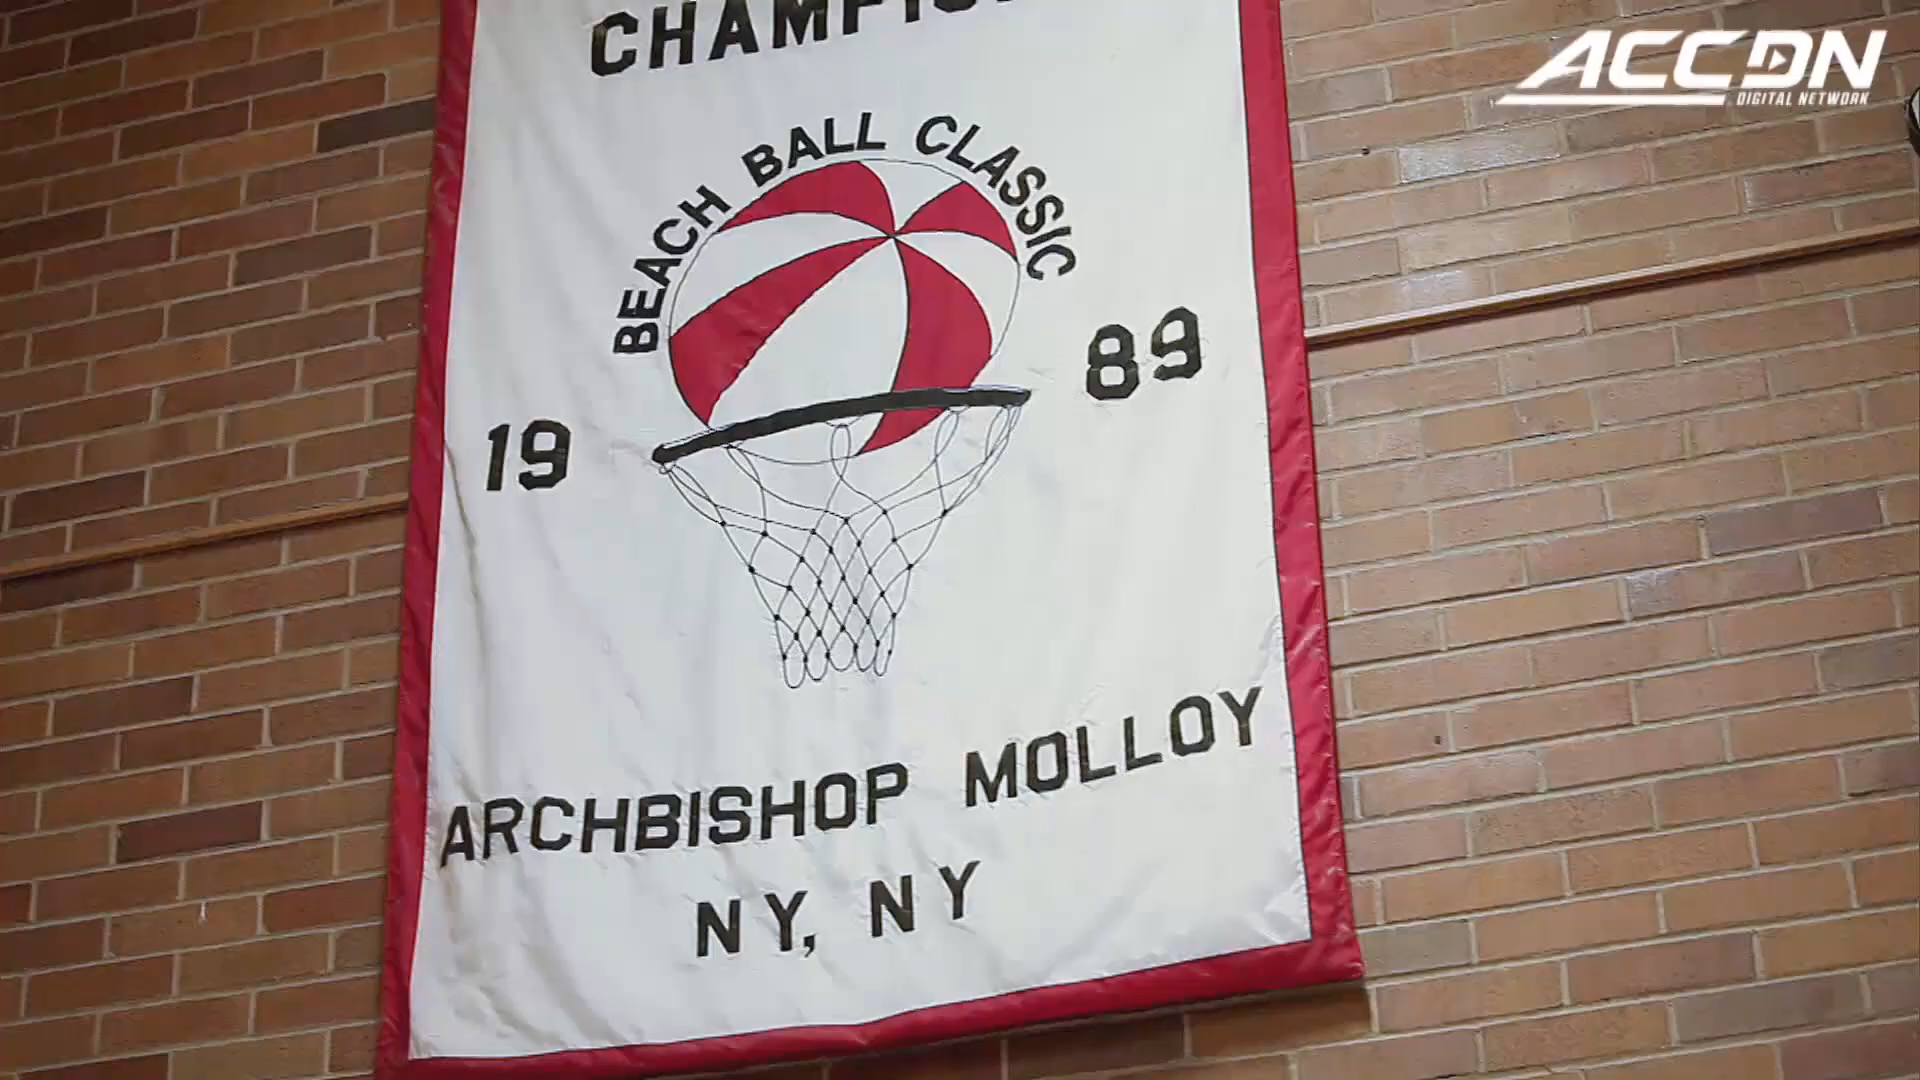 ACCDN
DIGITAL NETWORK
BEACH BALL CLASSIC
19 89
ARCHBISHOP MOLLOY
NY, NY